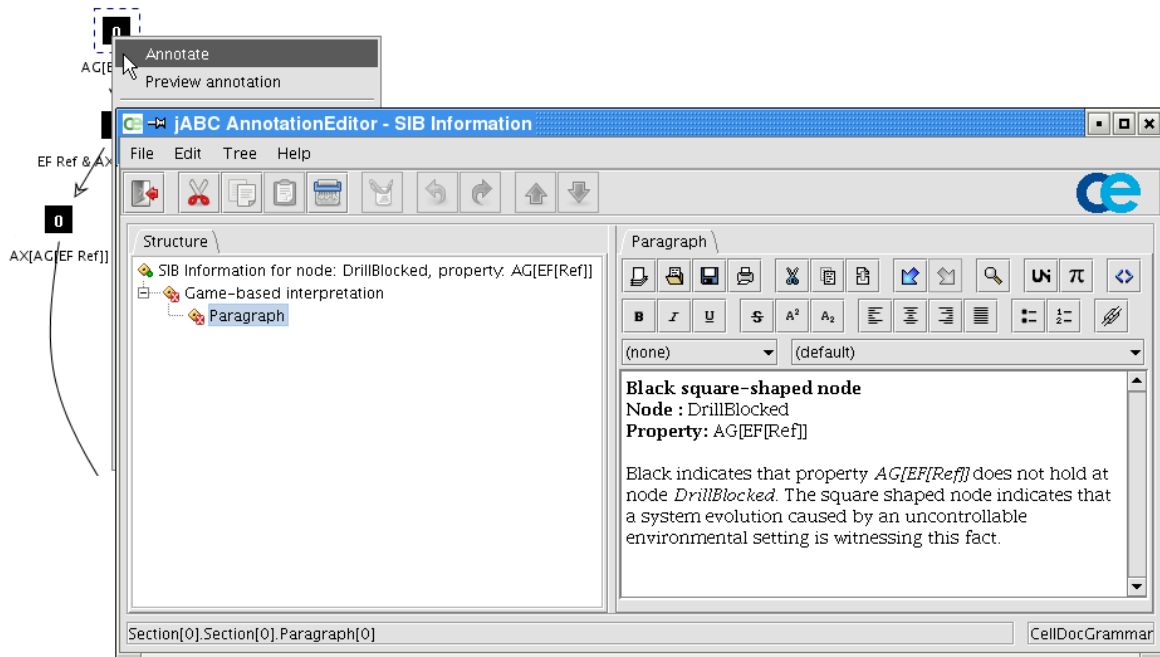 0
Annotate
AG[E
Preview annotation
jABC AnnotationEditor - SIB Information
File Edit Tree Help
EF Ref & AX
0
AX[AG[EF Ref]]
ce
Structure
SIB Information for node: DrillBlocked, property: AG[EF[Ref]]
Game-based interpretation
Paragraph
Paragraph
Uni π <>
B I U S A² A₂
(none) (default)
Black square-shaped node
Node : DrillBlocked
Property: AG[EF[Ref]]
Black indicates that property AG[EF[Ref]] does not hold at
node DrillBlocked. The square shaped node indicates that
a system evolution caused by an uncontrollable
environmental setting is witnessing this fact.
Section[0].Section[0].Paragraph[0]
CellDocGrammar